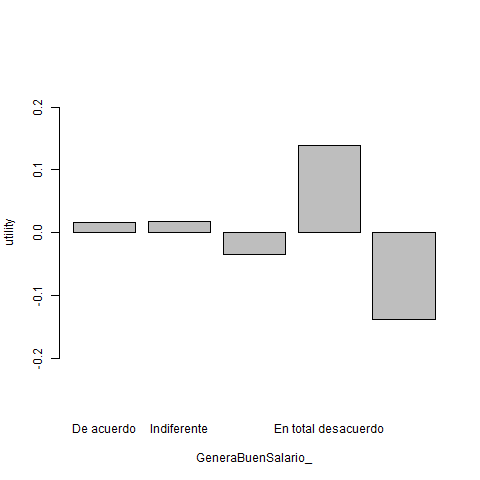 0.2
0.1
0.0
-0.1
-0.2
utility
De acuerdo Indiferente En total desacuerdo
GeneraBuenSalario_